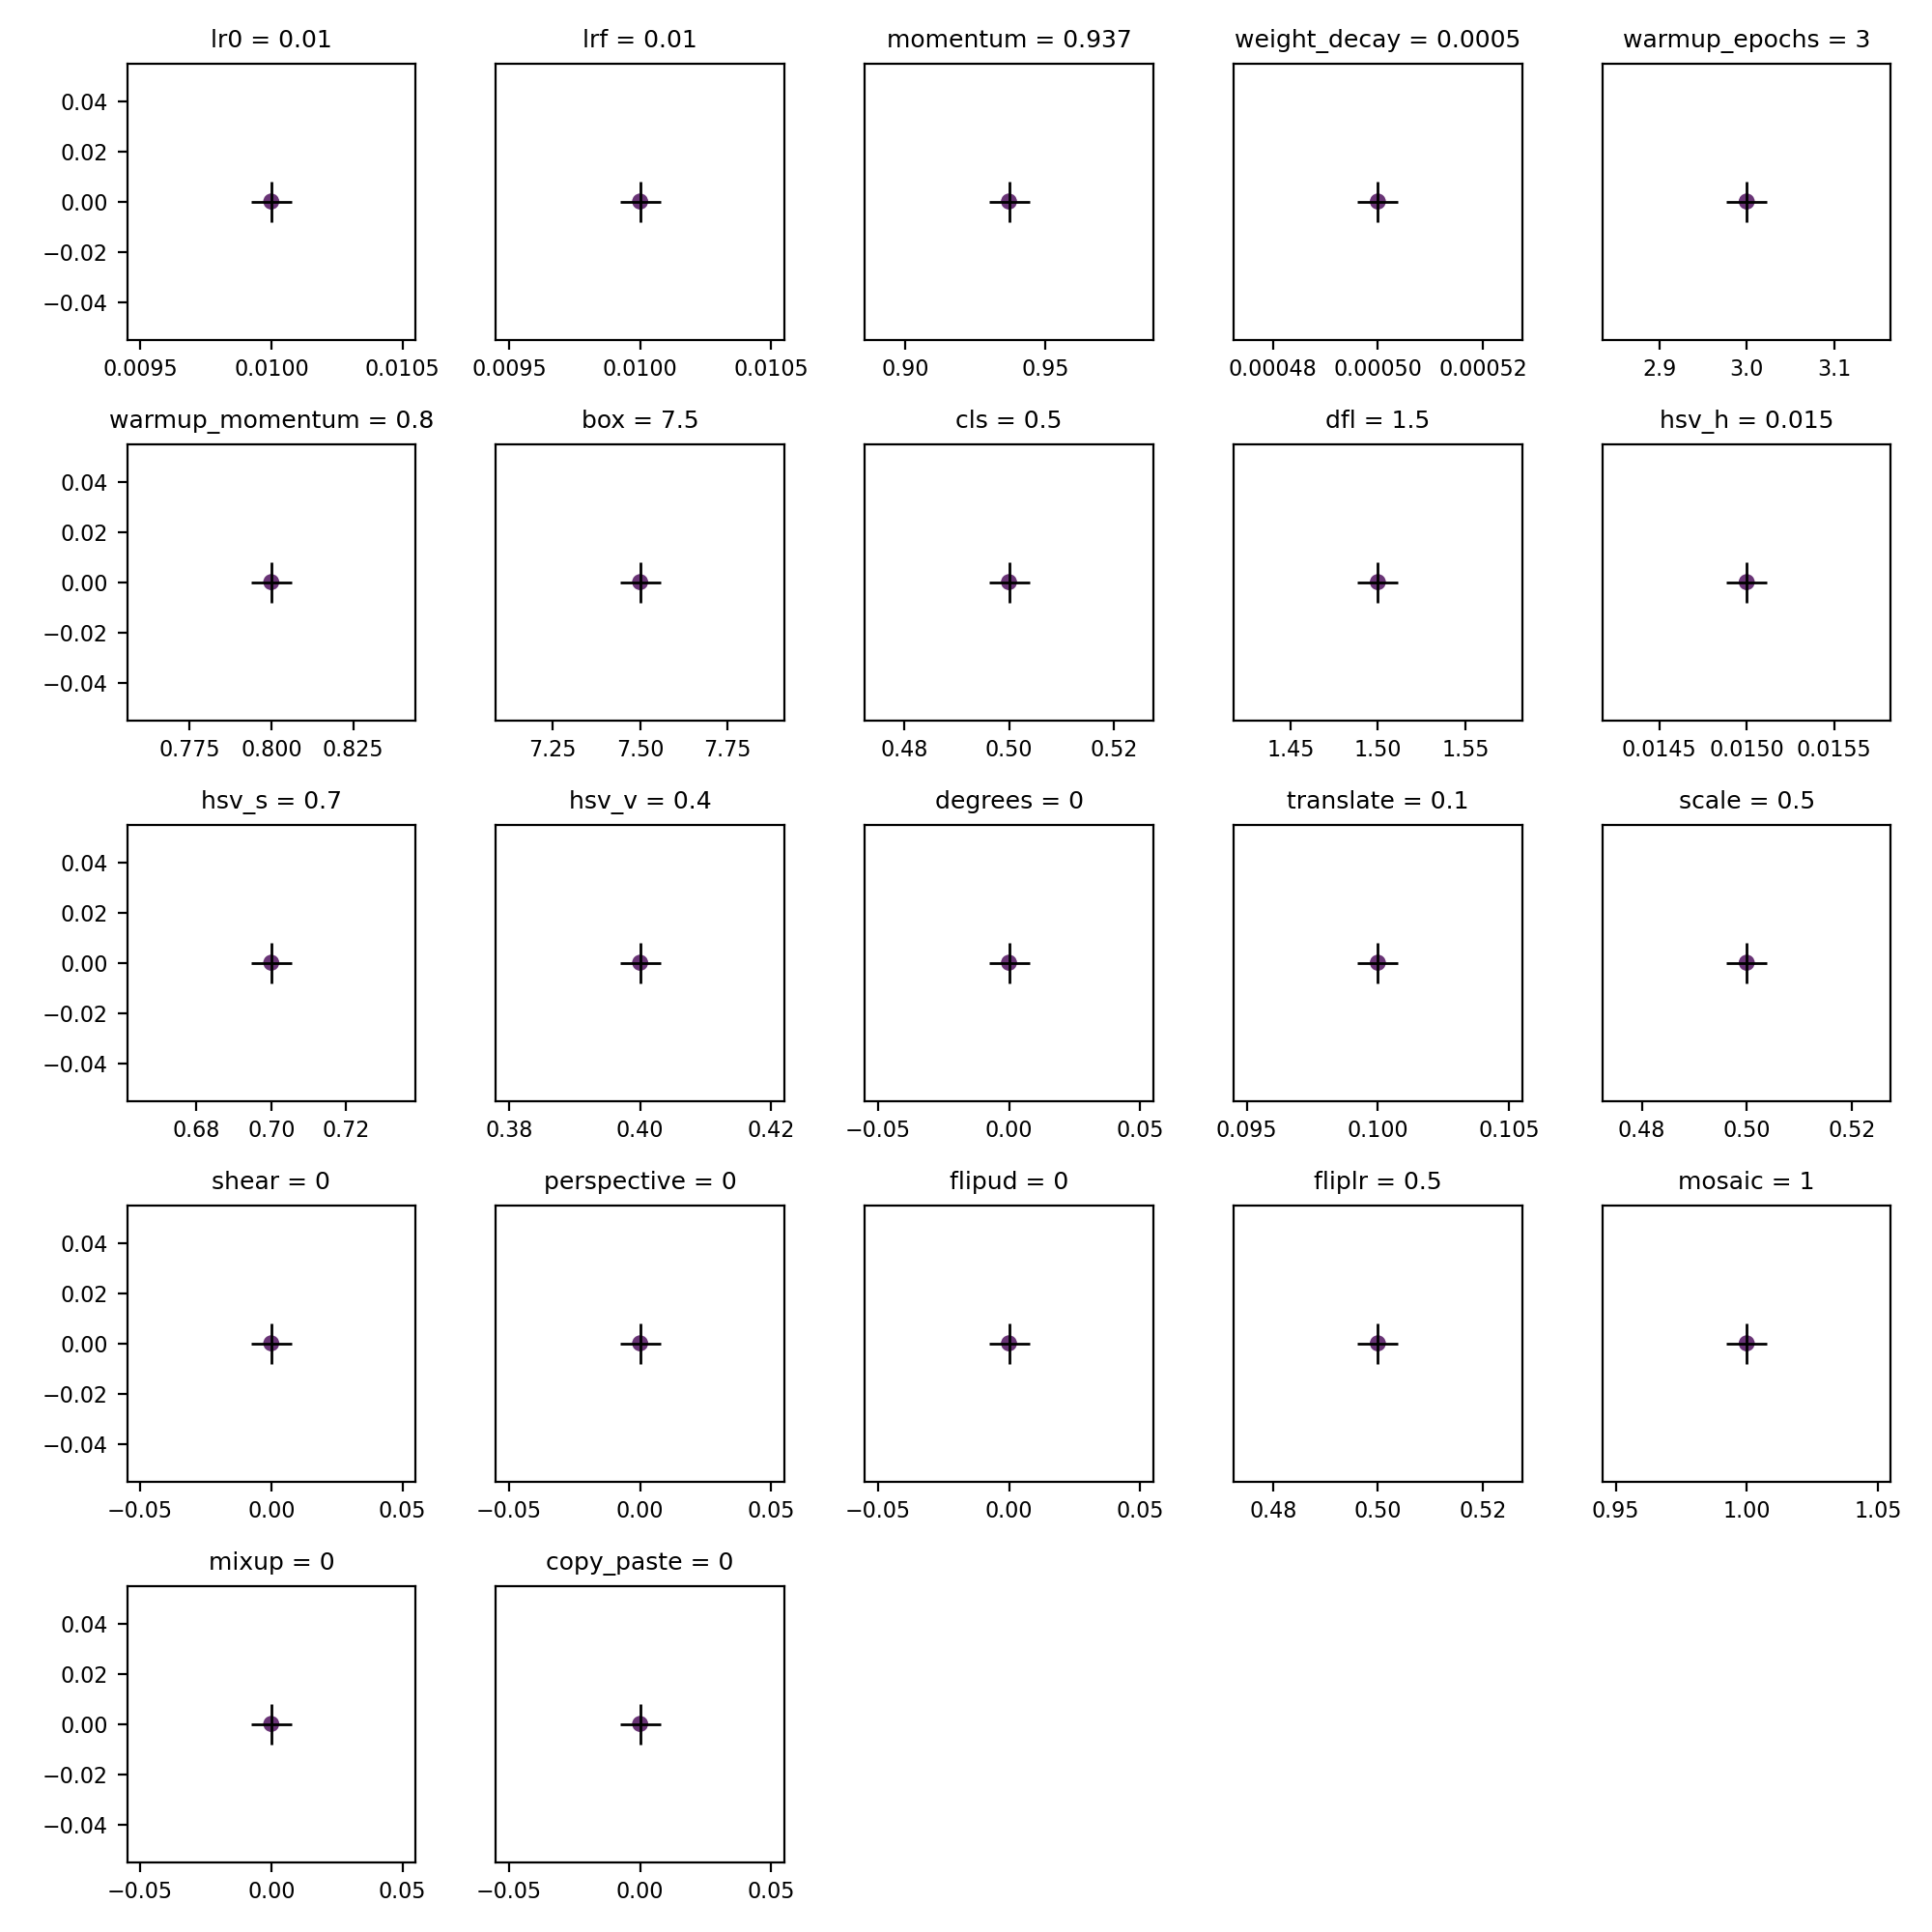 lr0 = 0.01 lrf = 0.01 momentum = 0.937 weight_decay = 0.0005 warmup_epochs = 3
0.04
0.02
0.00
−0.02
−0.04
0.0095 0.0100 0.0105 0.0095 0.0100 0.0105 0.90 0.95 0.00048 0.00050 0.00052 2.9 3.0 3.1
warmup_momentum = 0.8 box = 7.5 cls = 0.5 dfl = 1.5 hsv_h = 0.015
0.04
0.02
0.00
−0.02
−0.04
0.775 0.800 0.825 7.25 7.50 7.75 0.48 0.50 0.52 1.45 1.50 1.55 0.0145 0.0150 0.0155
hsv_s = 0.7 hsv_v = 0.4 degrees = 0 translate = 0.1 scale = 0.5
0.04
0.02
0.00
−0.02
−0.04
0.68 0.70 0.72 0.38 0.40 0.42 −0.05 0.00 0.05 0.095 0.100 0.105 0.48 0.50 0.52
shear = 0 perspective = 0 flipud = 0 fliplr = 0.5 mosaic = 1
0.04
0.02
0.00
−0.02
−0.04
−0.05 0.00 0.05 −0.05 0.00 0.05 −0.05 0.00 0.05 0.48 0.50 0.52 0.95 1.00 1.05
mixup = 0 copy_paste = 0
0.04
0.02
0.00
−0.02
−0.04
−0.05 0.00 0.05 −0.05 0.00 0.05